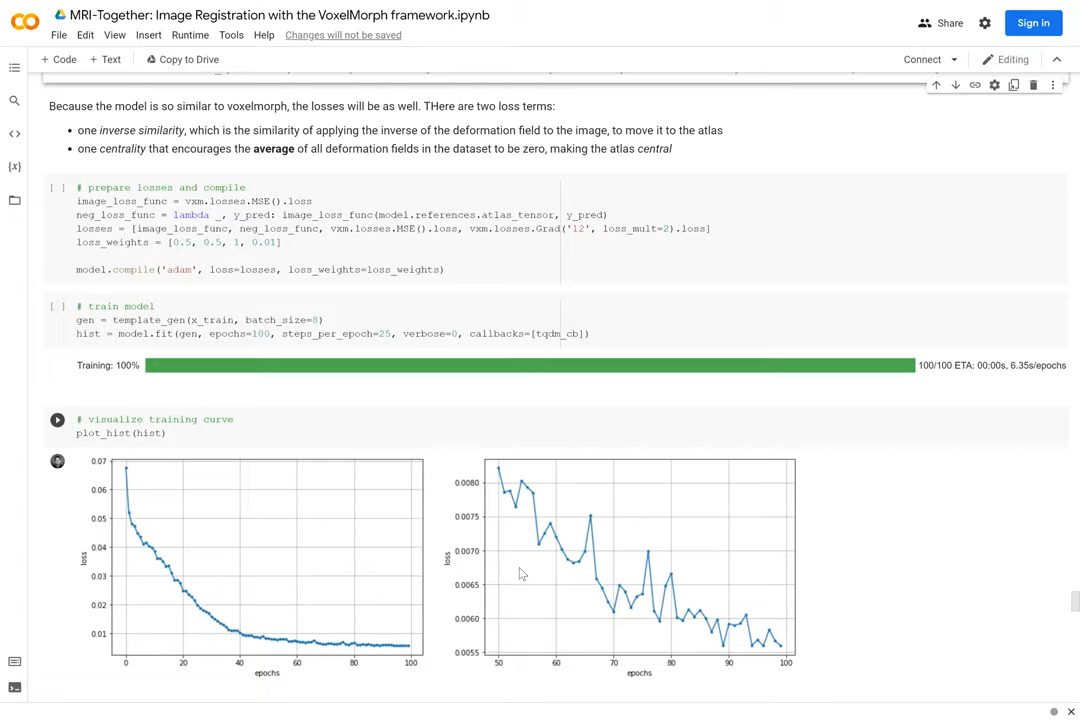 MRI-Together: Image Registration with the VoxelMorph framework.ipynb
File Edit View Insert Runtime Tools Help Changes will not be saved
Share
Sign in
+ Code + Text Copy to Drive
Connect
Editing
Because the model is so similar to voxelmorph, the losses will be as well. THere are two loss terms:
• one inverse similarity, which is the similarity of applying the inverse of the deformation field to the image, to move it to the atlas
• one centrality that encourages the average of all deformation fields in the dataset to be zero, making the atlas central
[ ] # prepare losses and compile
image_loss_func = vxm.losses.MSE().loss
neg_loss_func = lambda _, y_pred: image_loss_func(model.references.atlas_tensor, y_pred)
losses = [image_loss_func, neg_loss_func, vxm.losses.MSE().loss, vxm.losses.Grad('l2', loss_mult=2).loss]
loss_weights = [0.5, 0.5, 1, 0.01]
model.compile('adam', loss=losses, loss_weights=loss_weights)
[ ] # train model
gen = template_gen(x_train, batch_size=8)
hist = model.fit(gen, epochs=100, steps_per_epoch=25, verbose=0, callbacks=[tqdm_cb])
Training: 100% 100/100 ETA: 00:00s, 6.35s/epochs
# visualize training curve
plot_hist(hist)
0.07
0.06
0.05
0.04
0.03
0.02
0.01
loss
0 20 40 60 80 100
epochs
0.0080
0.0075
0.0070
0.0065
0.0060
0.0055
loss
50 60 70 80 90 100
epochs